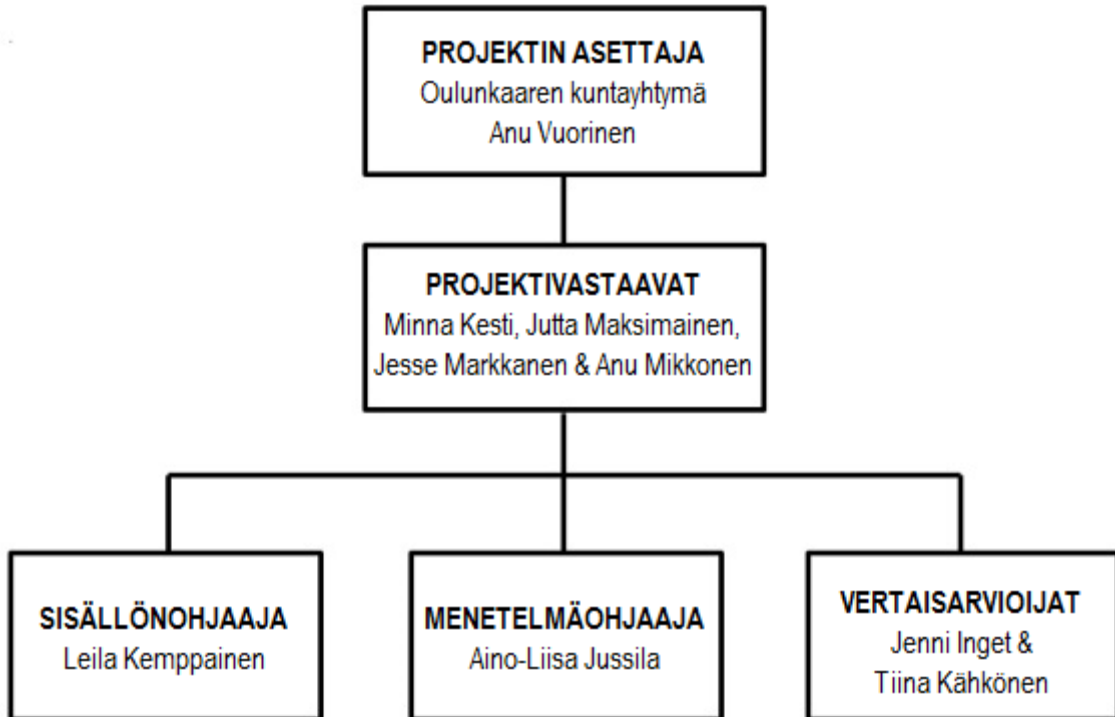 PROJEKTIN ASETTAJA
Oulunkaaren kuntayhtymä
Anu Vuorinen
PROJEKTIVASTAAVAT
Minna Kesti, Jutta Maksimainen,
Jesse Markkanen & Anu Mikkonen
SISÄLLÖNOHJAAJA
Leila Kemppainen
MENETELMÄOHJAAJA
Aino-Liisa Jussila
VERTAISARVIOIJAT
Jenni Inget &
Tiina Kähkönen